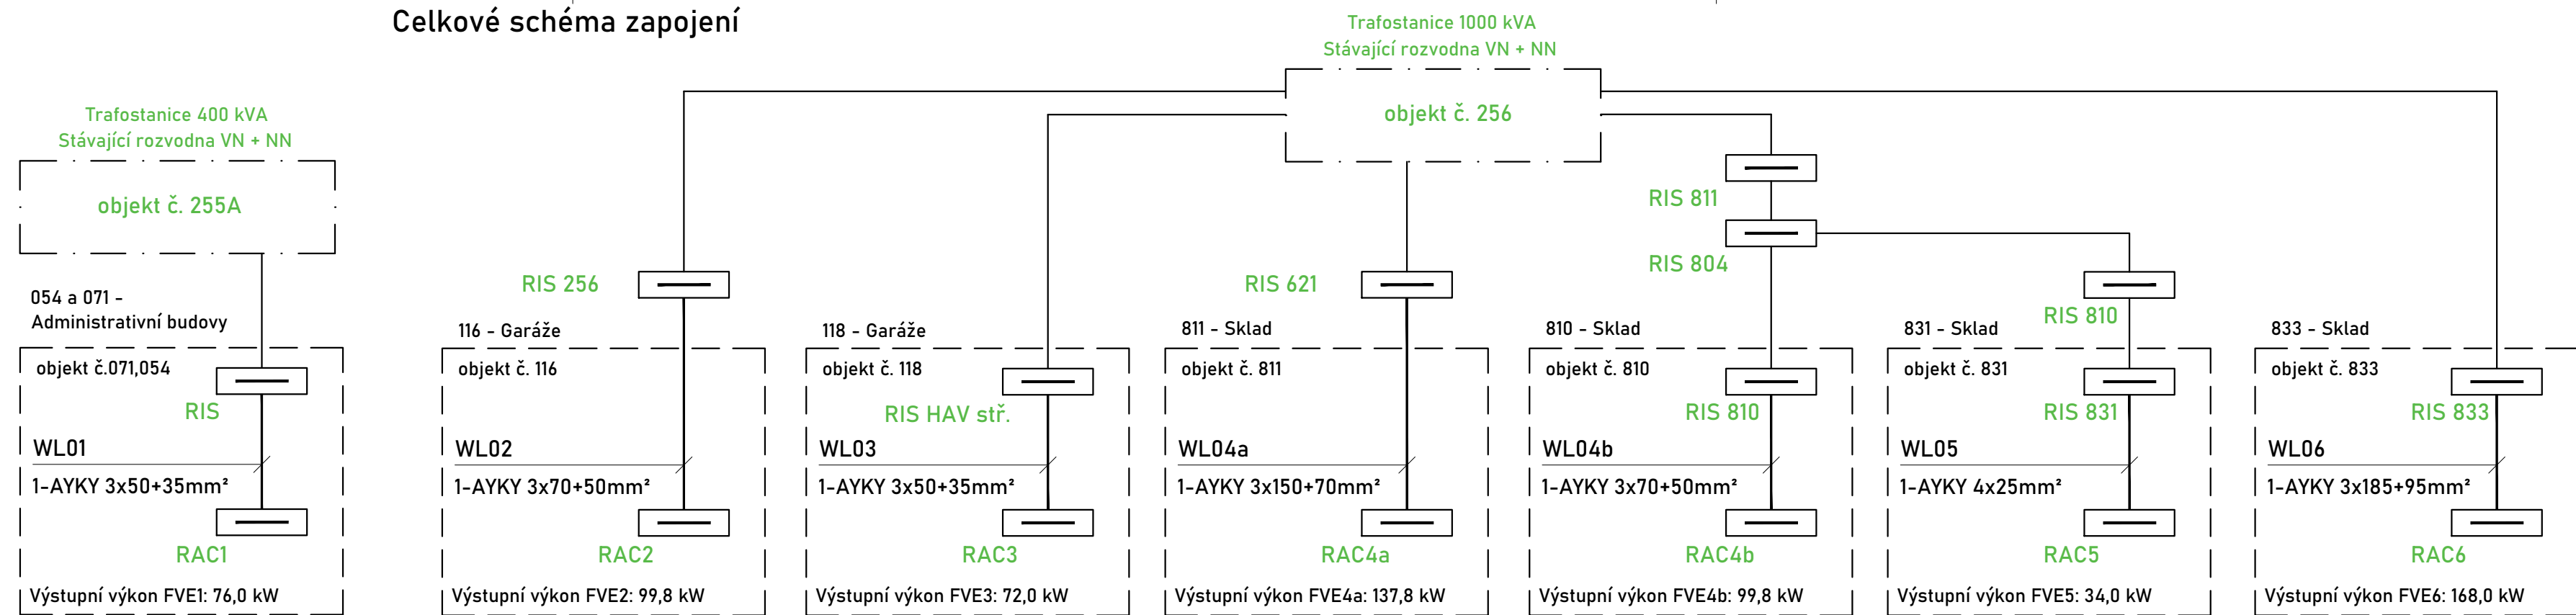 Celkové schéma zapojení
Trafostanice 1000 kVA
Stávající rozvodna VN + NN
objekt č. 256
Trafostanice 400 kVA
Stávající rozvodna VN + NN
objekt č. 255A
RIS 811
RIS 804
RIS 256
RIS 621
RIS 810
054 a 071 -
Administrativní budovy
objekt č.071,054
RIS
WL01
1-AYKY 3x50+35mm²
RAC1
Výstupní výkon FVE1: 76,0 kW
116 - Garáže
objekt č. 116
WL02
1-AYKY 3x70+50mm²
RAC2
Výstupní výkon FVE2: 99,8 kW
118 - Garáže
objekt č. 118
RIS HAV stř.
WL03
1-AYKY 3x50+35mm²
RAC3
Výstupní výkon FVE3: 72,0 kW
811 - Sklad
objekt č. 811
WL04a
1-AYKY 3x150+70mm²
RAC4a
Výstupní výkon FVE4a: 137,8 kW
810 - Sklad
objekt č. 810
RIS 810
WL04b
1-AYKY 3x70+50mm²
RAC4b
Výstupní výkon FVE4b: 99,8 kW
831 - Sklad
objekt č. 831
RIS 831
WL05
1-AYKY 4x25mm²
RAC5
Výstupní výkon FVE5: 34,0 kW
833 - Sklad
objekt č. 833
RIS 833
WL06
1-AYKY 3x185+95mm²
RAC6
Výstupní výkon FVE6: 168,0 kW